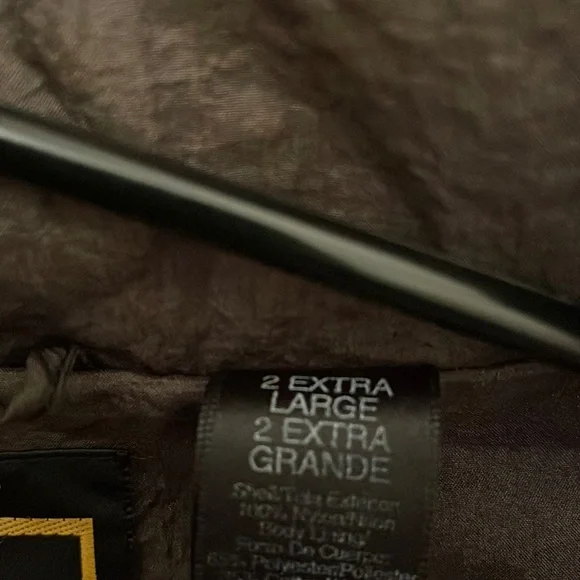 2 EXTRA
LARGE
2 EXTRA
GRANDE
Shell/Tela Exterior
100% Nylon/Nilon
Body Lining/
Forro De Cuerpo
65% Polyester/Poliester